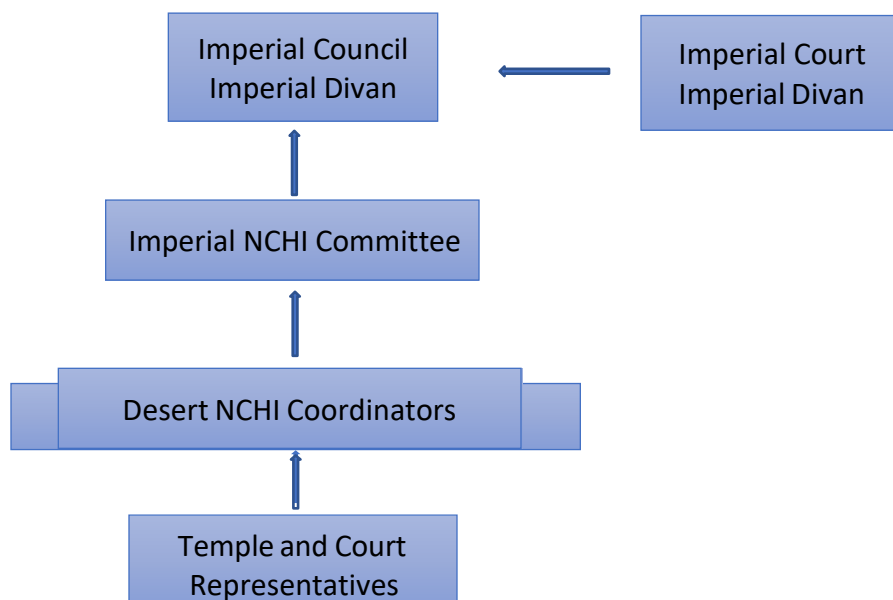 Imperial Council
Imperial Divan
Imperial Court
Imperial Divan
Imperial NCHI Committee
Desert NCHI Coordinators
Temple and Court
Representatives